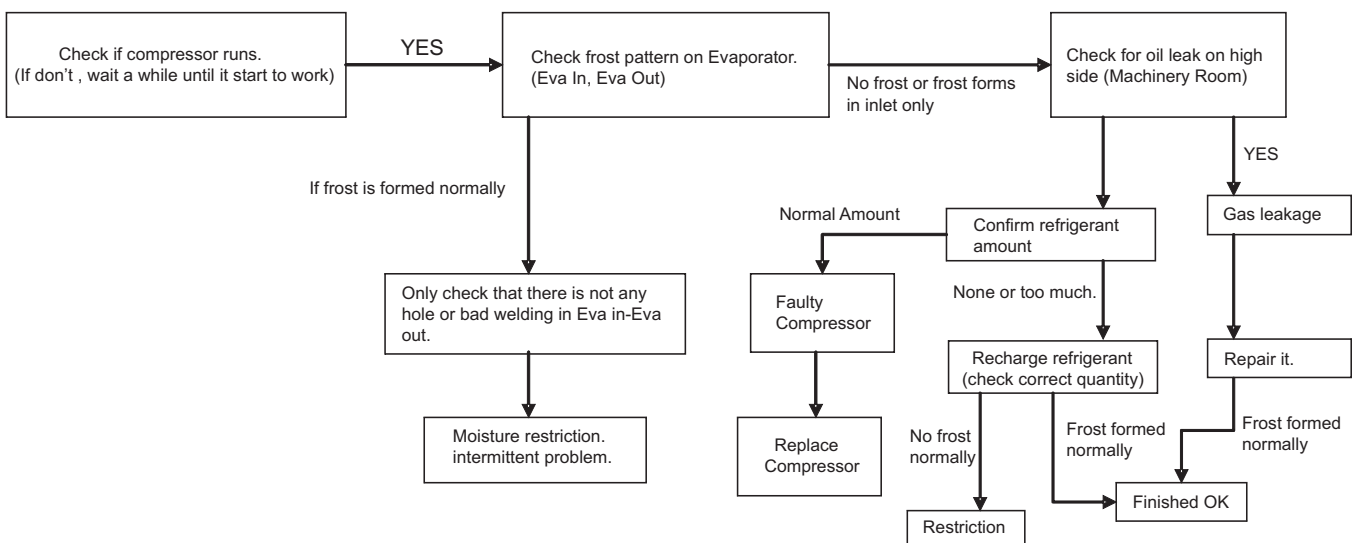 Check if compressor runs.
(If don't , wait a while until it start to work)
YES
Check frost pattern on Evaporator.
(Eva In, Eva Out)
No frost or frost forms
in inlet only
Check for oil leak on high
side (Machinery Room)
YES
If frost is formed normally
Normal Amount
Confirm refrigerant
amount
Gas leakage
Only check that there is not any
hole or bad welding in Eva in-Eva
out.
Faulty
Compressor
None or too much.
Recharge refrigerant
(check correct quantity)
Repair it.
Moisture restriction.
intermittent problem.
Replace
Compressor
No frost
normally
Frost formed
normally
Frost formed
normally
Restriction
Finished OK